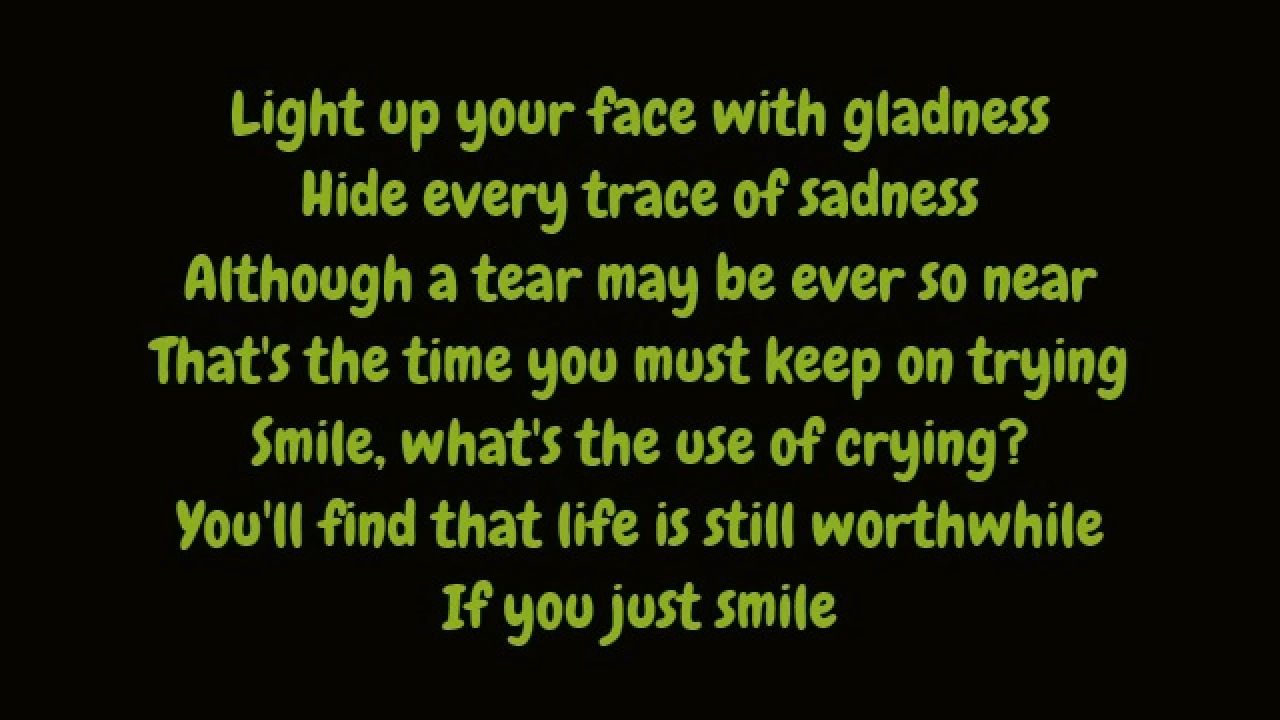 Light up your face with gladness
Hide every trace of sadness
Although a tear may be ever so near
That's the time you must keep on trying
Smile, what's the use of crying?
You'll find that life is still worthwhile
If you just smile